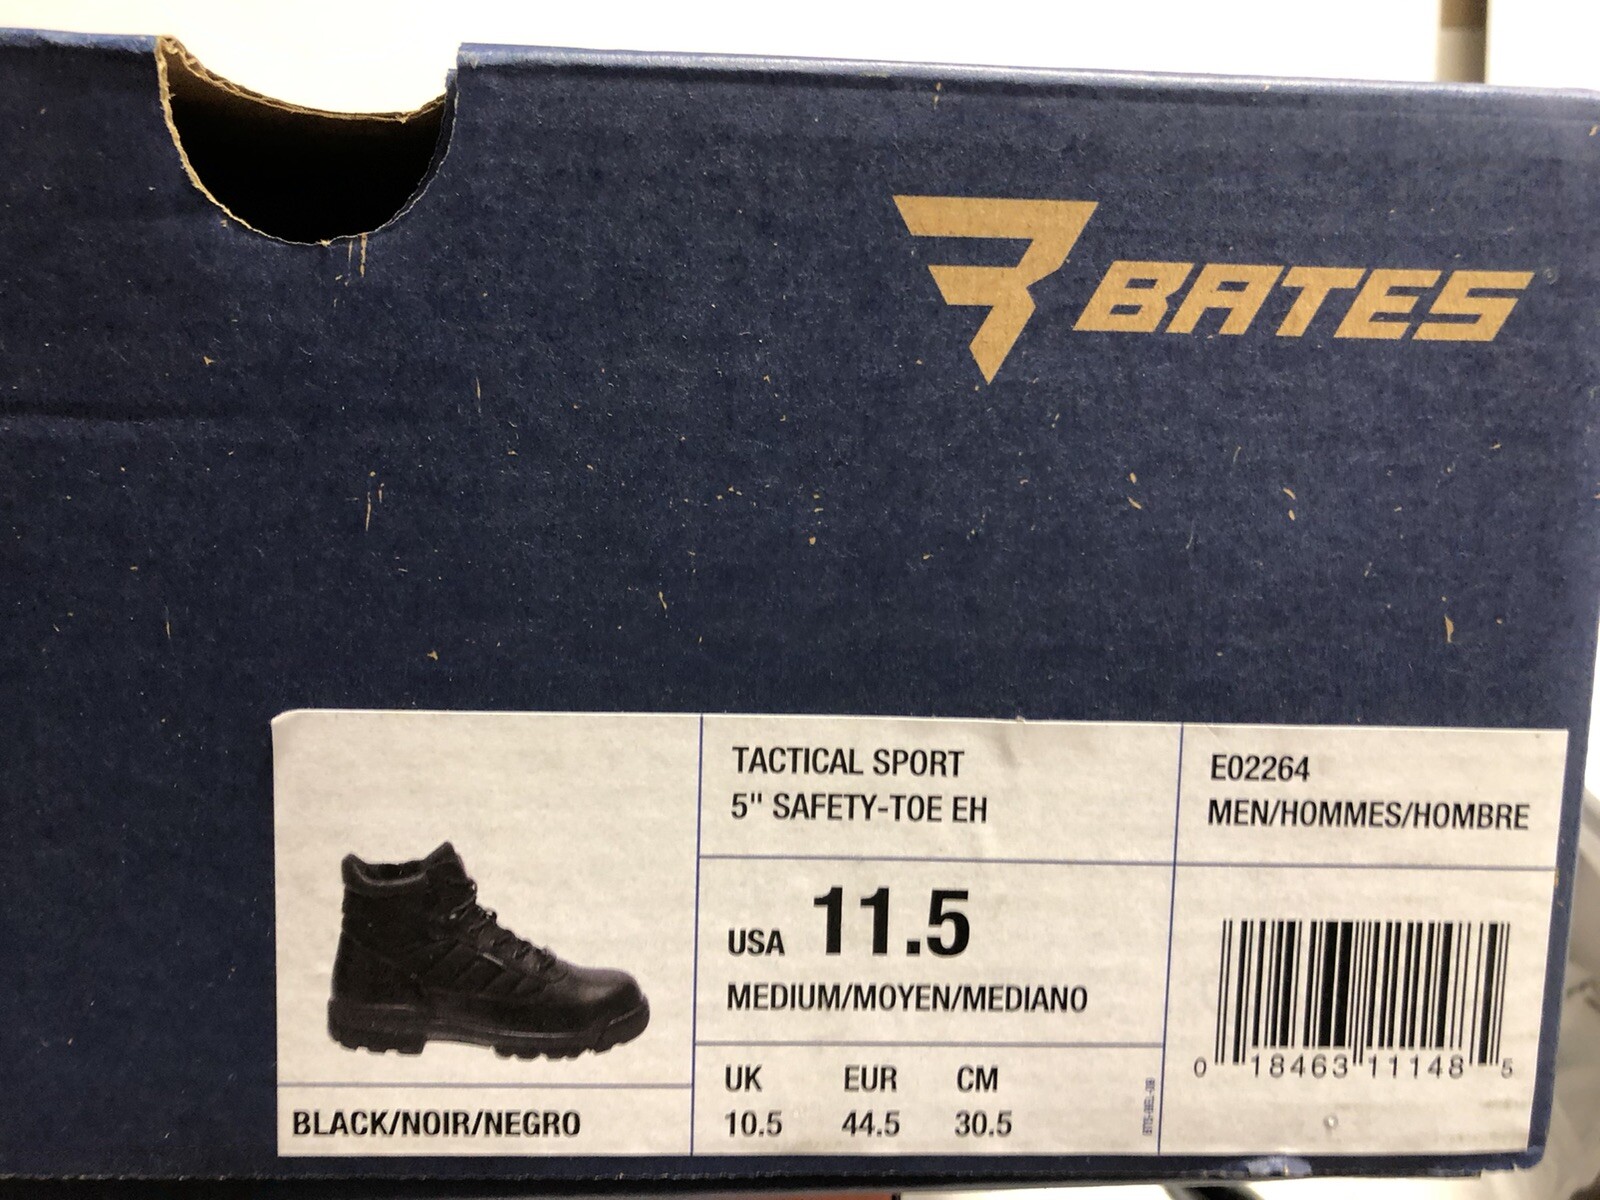 BATES
TACTICAL SPORT
5" SAFETY-TOE EH
E02264
MEN/HOMMES/HOMBRE
USA 11.5
MEDIUM/MOYEN/MEDIANO
UK EUR CM
10.5 44.5 30.5
BLACK/NOIR/NEGRO
0 18463 11148 5